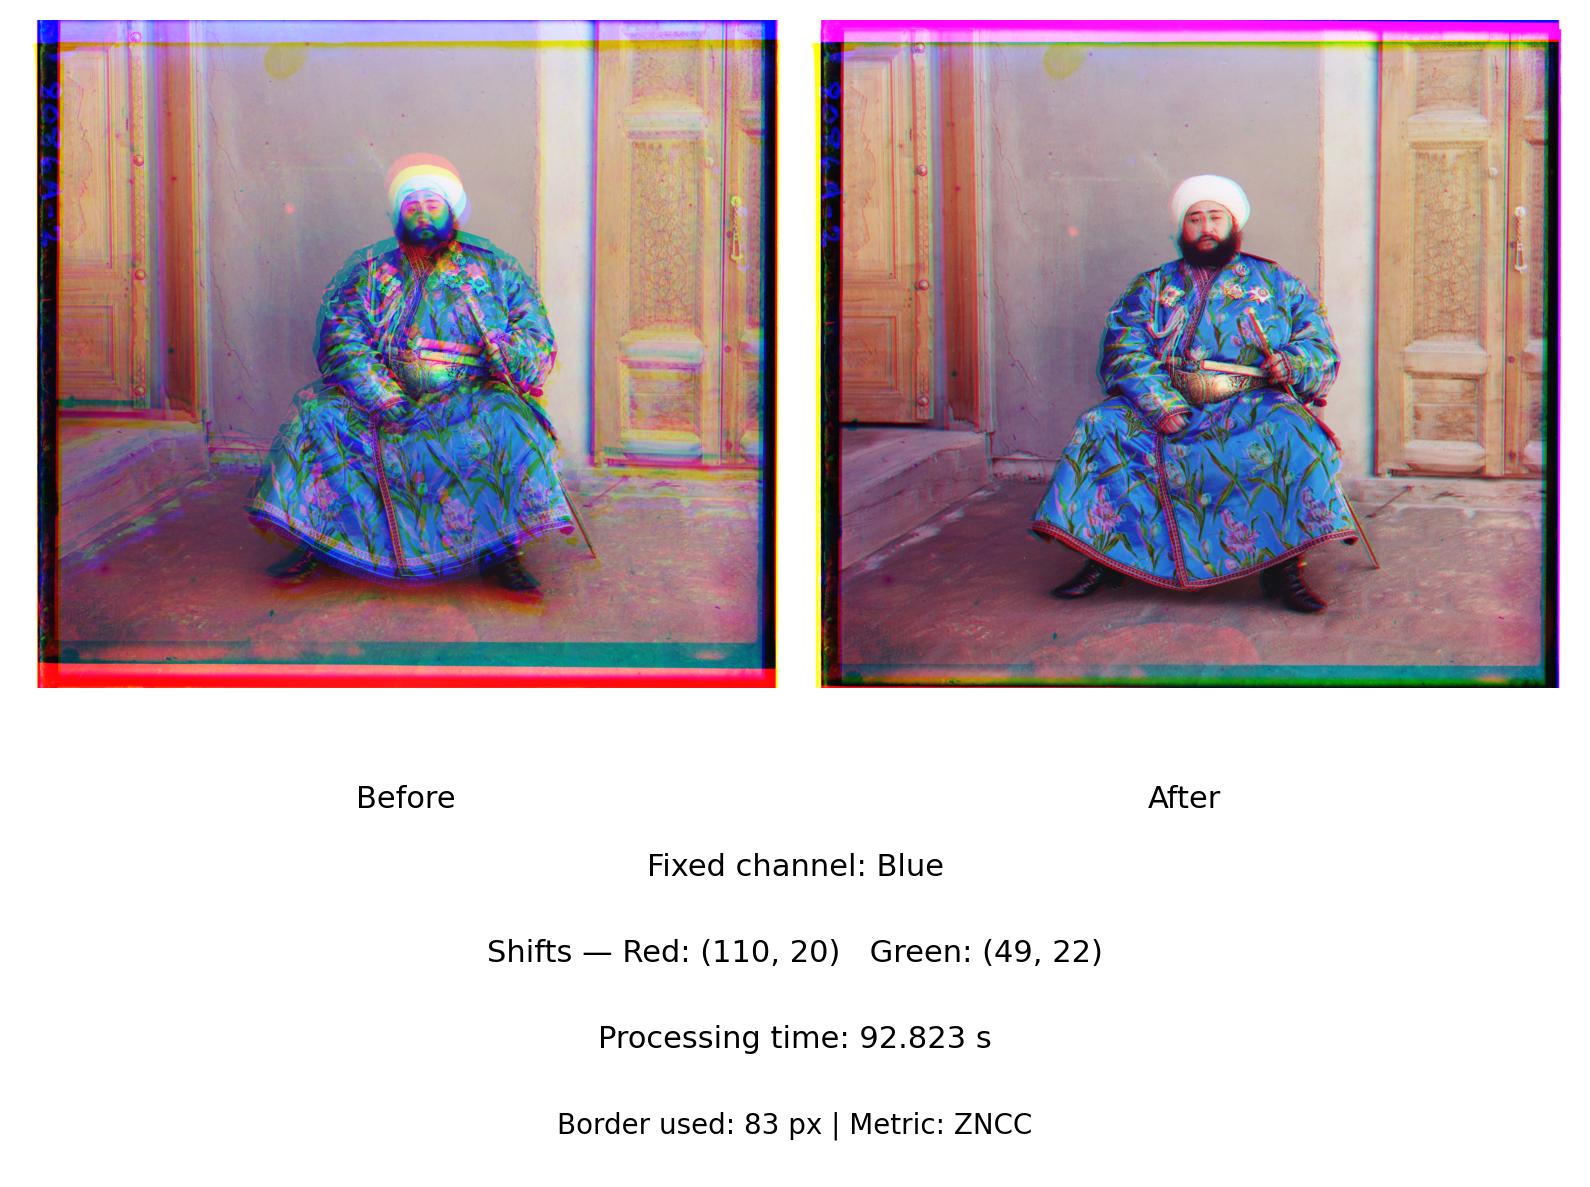 Before
After
Fixed channel: Blue
Shifts — Red: (110, 20) Green: (49, 22)
Processing time: 92.823 s
Border used: 83 px | Metric: ZNCC